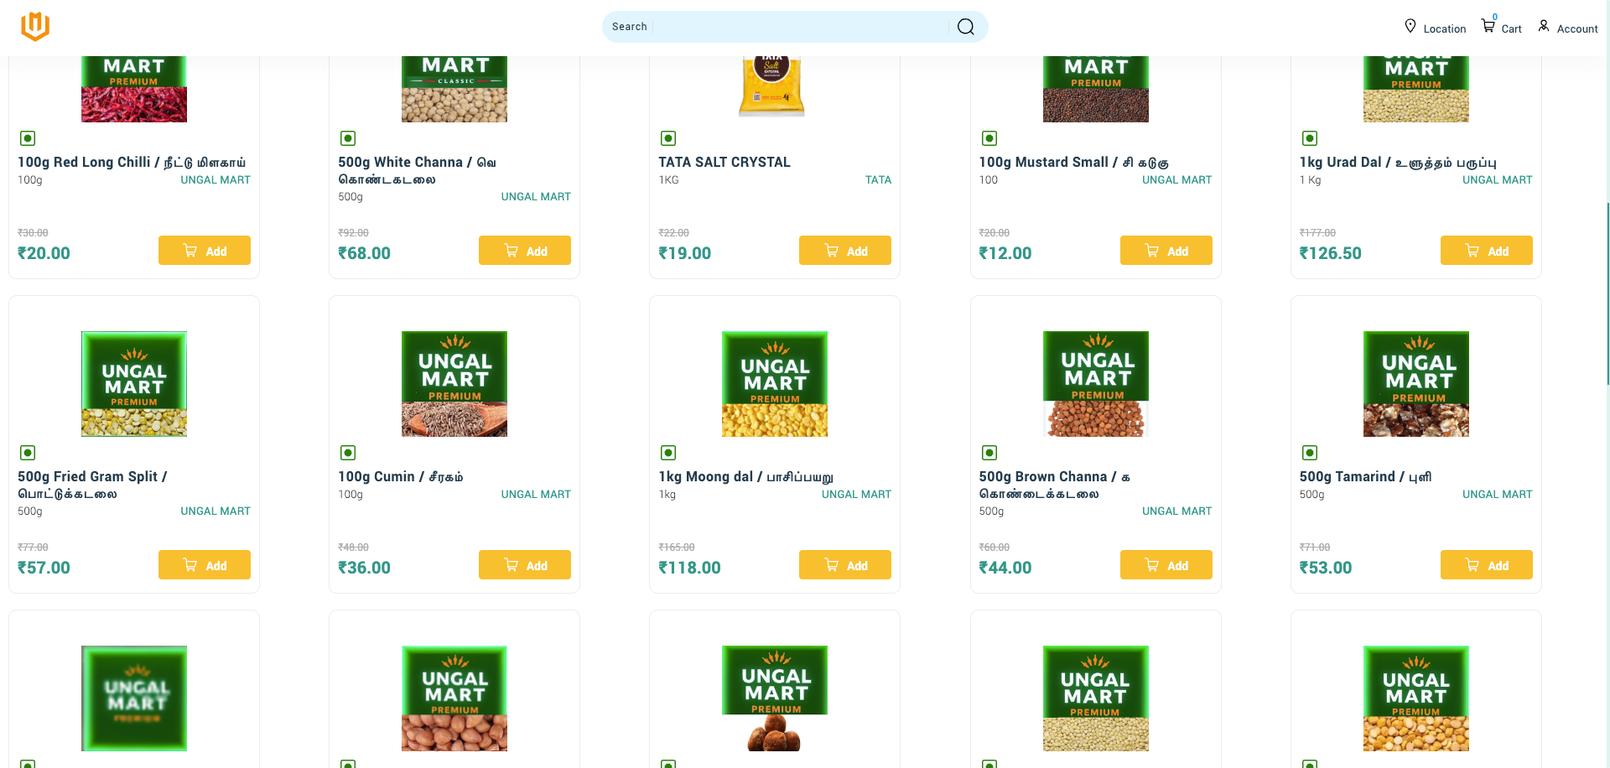 Search
Location
0
Cart
Account
MART
PREMIUM
MART
CLASSIC
TATA
Salt
CRYSTAL
MART
PREMIUM
MART
PREMIUM
100g Red Long Chilli / நீட்டு மிளகாய்
100g
UNGAL MART
₹30.00
₹20.00
Add
500g White Channa / வெ
கொண்டகடலை
500g
UNGAL MART
₹92.00
₹68.00
Add
TATA SALT CRYSTAL
1KG
TATA
₹22.00
₹19.00
Add
100g Mustard Small / சி கடுகு
100
UNGAL MART
₹20.00
₹12.00
Add
1kg Urad Dal / உளுத்தம் பருப்பு
1 Kg
UNGAL MART
₹177.00
₹126.50
Add
UNGAL
MART
PREMIUM
500g Fried Gram Split /
பொட்டுக்கடலை
500g
UNGAL MART
₹77.00
₹57.00
Add
UNGAL
MART
PREMIUM
100g Cumin / சீரகம்
100g
UNGAL MART
₹48.00
₹36.00
Add
UNGAL
MART
PREMIUM
1kg Moong dal / பாசிப்பயறு
1kg
UNGAL MART
₹165.00
₹118.00
Add
UNGAL
MART
PREMIUM
500g Brown Channa / க
கொண்டைக்கடலை
500g
UNGAL MART
₹60.00
₹44.00
Add
UNGAL
MART
PREMIUM
500g Tamarind / புளி
500g
UNGAL MART
₹71.00
₹53.00
Add
UNGAL
MART
PREMIUM
UNGAL
MART
PREMIUM
UNGAL
MART
PREMIUM
UNGAL
MART
PREMIUM
UNGAL
MART
PREMIUM